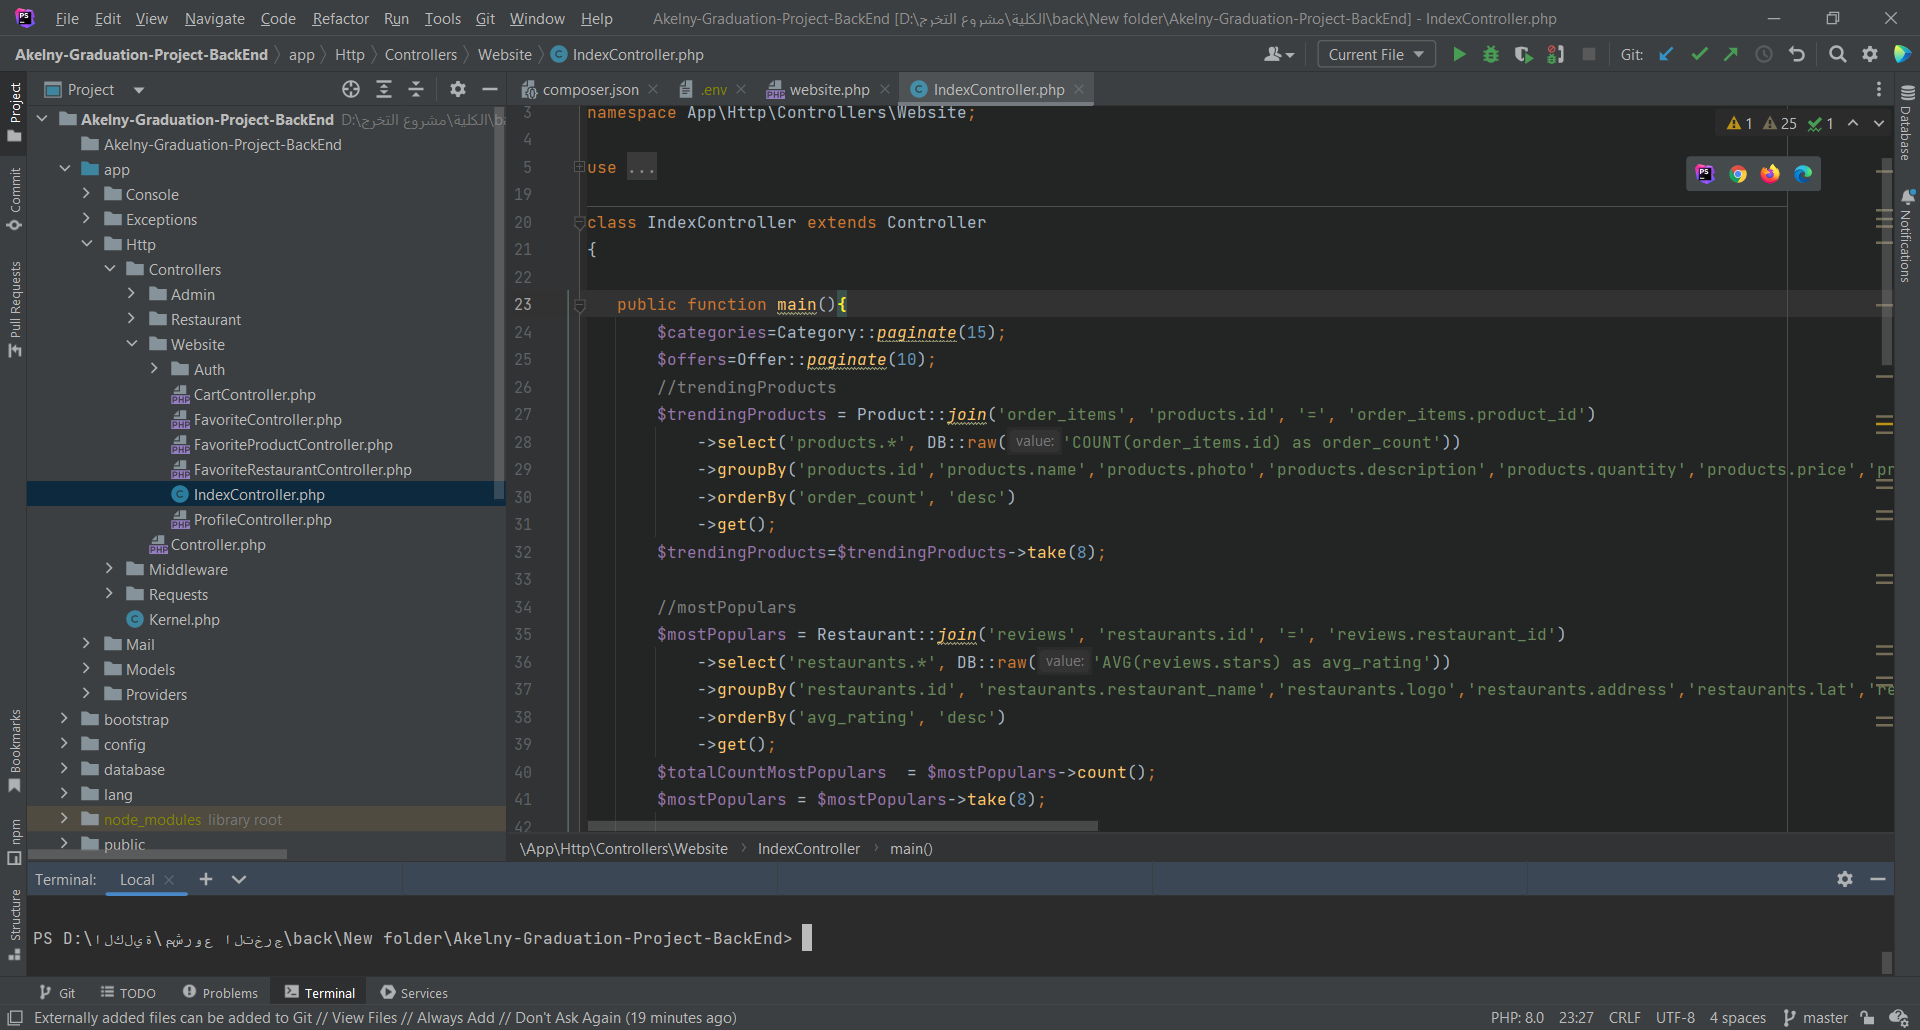 File Edit View Navigate Code Refactor Run Tools Git Window Help Akelny-Graduation-Project-BackEnd [D:\الكلية\مشروع التخرج\back\New folder\Akelny-Graduation-Project-BackEnd] - IndexController.php
Akelny-Graduation-Project-BackEnd app Http Controllers Website IndexController.php Current File Git:
Project
composer.json .env website.php IndexController.php
Akelny-Graduation-Project-BackEnd D:\الكلية\مشروع التخرج\ba
Akelny-Graduation-Project-BackEnd
app
Console
Exceptions
Http
Controllers
Admin
Restaurant
Website
Auth
CartController.php
FavoriteController.php
FavoriteProductController.php
FavoriteRestaurantController.php
IndexController.php
ProfileController.php
Controller.php
Middleware
Requests
Kernel.php
Mail
Models
Providers
bootstrap
config
database
lang
node_modules library root
public
Project
Commit
Pull Requests
Bookmarks
npm
Structure
1 25 1
3 namespace App\Http\Controllers\Website;
4
5 use ...
19
20 class IndexController extends Controller
21 {
22
23 public function main(){
24 $categories=Category::paginate(15);
25 $offers=Offer::paginate(10);
26 //trendingProducts
27 $trendingProducts = Product::join('order_items', 'products.id', '=', 'order_items.product_id')
28 ->select('products.*', DB::raw( value: 'COUNT(order_items.id) as order_count'))
29 ->groupBy('products.id','products.name','products.photo','products.description','products.quantity','products.price','pr
30 ->orderBy('order_count', 'desc')
31 ->get();
32 $trendingProducts=$trendingProducts->take(8);
33
34 //mostPopulars
35 $mostPopulars = Restaurant::join('reviews', 'restaurants.id', '=', 'reviews.restaurant_id')
36 ->select('restaurants.*', DB::raw( value: 'AVG(reviews.stars) as avg_rating'))
37 ->groupBy('restaurants.id', 'restaurants.restaurant_name','restaurants.logo','restaurants.address','restaurants.lat','re
38 ->orderBy('avg_rating', 'desc')
39 ->get();
40 $totalCountMostPopulars = $mostPopulars->count();
41 $mostPopulars = $mostPopulars->take(8);
42
Database
Notifications
\App\Http\Controllers\Website IndexController main()
Terminal: Local
PS D:\الكلية\مشروع التخرج\back\New folder\Akelny-Graduation-Project-BackEnd>
Git TODO Problems Terminal Services
Externally added files can be added to Git // View Files // Always Add // Don't Ask Again (19 minutes ago) PHP: 8.0 23:27 CRLF UTF-8 4 spaces master